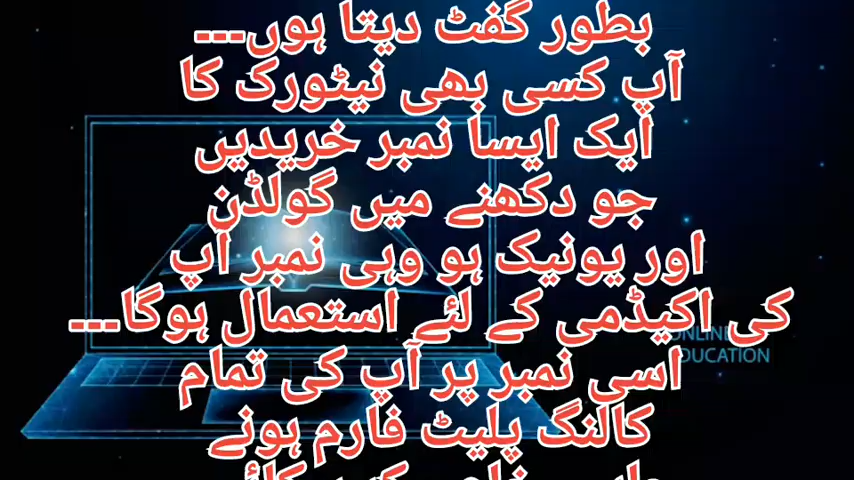 بطور گفٹ دیتا ہوں...
آپ کسی بھی نیٹورک کا
ایک ایسا نمبر خریدیں
جو دکھنے میں گولڈن
اور یونیک ہو وہی نمبر آپ
کی اکیڈمی کے لئے استعمال ہوگا...
ONLINE
EDUCATION
اسی نمبر پر آپ کی تمام
کالنگ پلیٹ فارم ہونے